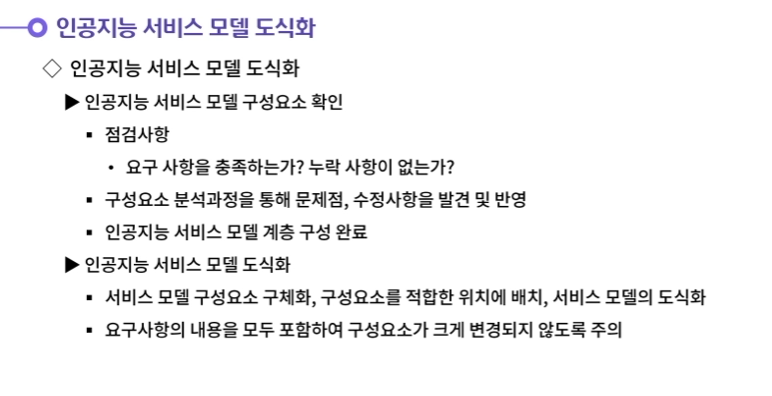 인공지능 서비스 모델 도식화
◇ 인공지능 서비스 모델 도식화
▶ 인공지능 서비스 모델 구성요소 확인
▪ 점검사항
• 요구 사항을 충족하는가? 누락 사항이 없는가?
▪ 구성요소 분석과정을 통해 문제점, 수정사항을 발견 및 반영
▪ 인공지능 서비스 모델 계층 구성 완료
▶ 인공지능 서비스 모델 도식화
▪ 서비스 모델 구성요소 구체화, 구성요소를 적합한 위치에 배치, 서비스 모델의 도식화
▪ 요구사항의 내용을 모두 포함하여 구성요소가 크게 변경되지 않도록 주의